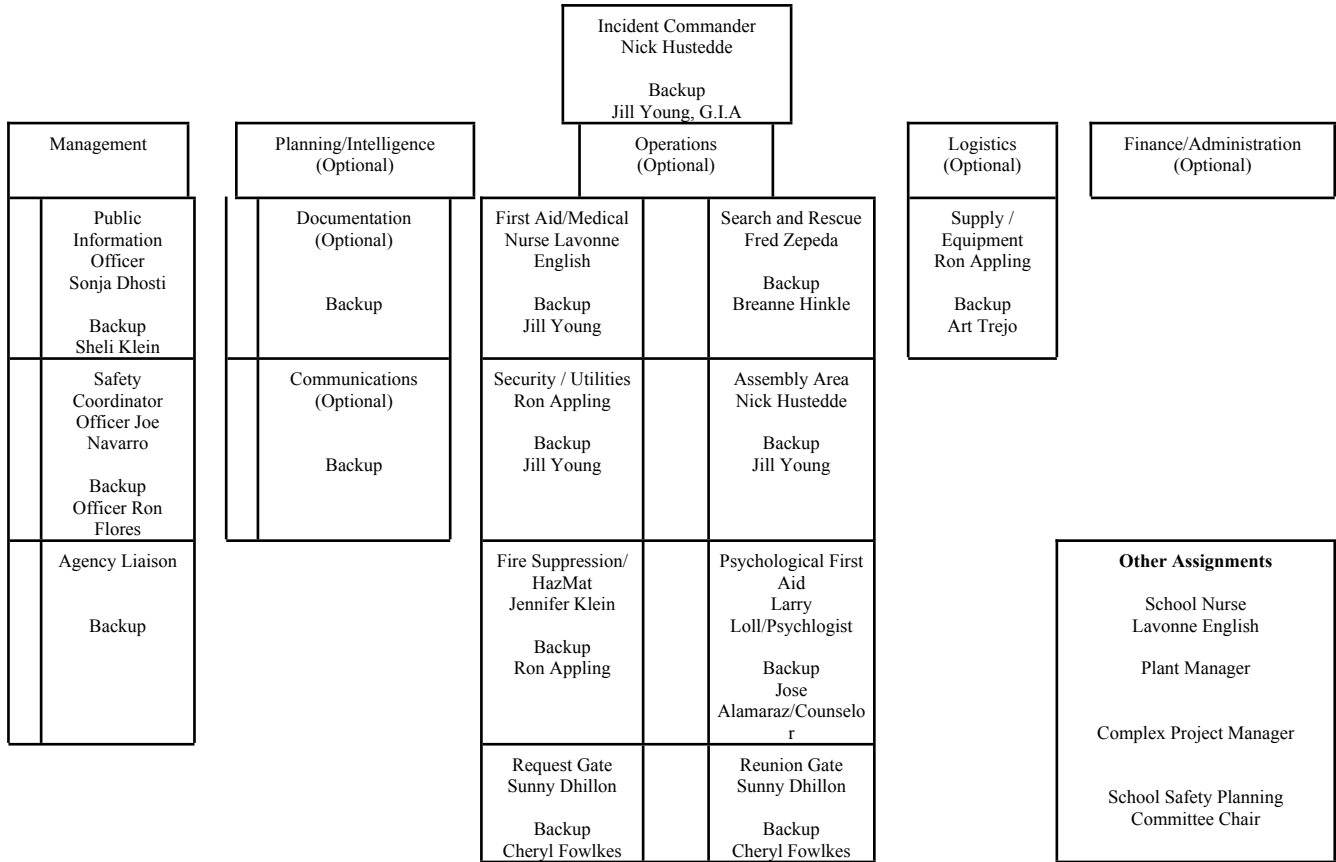 Incident Commander
Nick Hustedde
Backup
Jill Young, G.I.A
Management
Planning/Intelligence
(Optional)
Operations
(Optional)
Logistics
(Optional)
Finance/Administration
(Optional)
Public
Information
Officer
Sonja Dhosti
Backup
Sheli Klein
Documentation
(Optional)
Backup
First Aid/Medical
Nurse Lavonne
English
Backup
Jill Young
Search and Rescue
Fred Zepeda
Backup
Breanne Hinkle
Supply /
Equipment
Ron Appling
Backup
Art Trejo
Safety
Coordinator
Officer Joe
Navarro
Backup
Officer Ron
Flores
Communications
(Optional)
Backup
Security / Utilities
Ron Appling
Backup
Jill Young
Assembly Area
Nick Hustedde
Backup
Jill Young
Agency Liaison
Backup
Fire Suppression/
HazMat
Jennifer Klein
Backup
Ron Appling
Psychological First
Aid
Larry
Loll/Psychlogist
Backup
Jose
Alamaraz/Counselo
r
Other Assignments
School Nurse
Lavonne English
Plant Manager
Complex Project Manager
School Safety Planning
Committee Chair
Request Gate
Sunny Dhillon
Backup
Cheryl Fowlkes
Reunion Gate
Sunny Dhillon
Backup
Cheryl Fowlkes